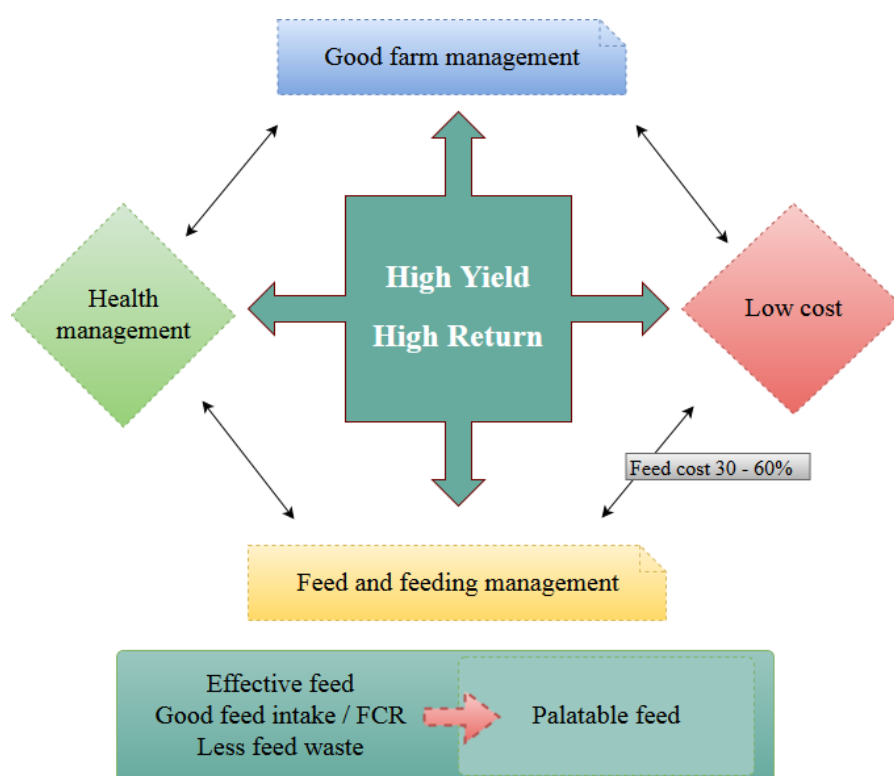 Good farm management
High Yield
High Return
Health
management
Low cost
Feed cost 30 - 60%
Feed and feeding management
Effective feed
Good feed intake / FCR
Less feed waste
Palatable feed